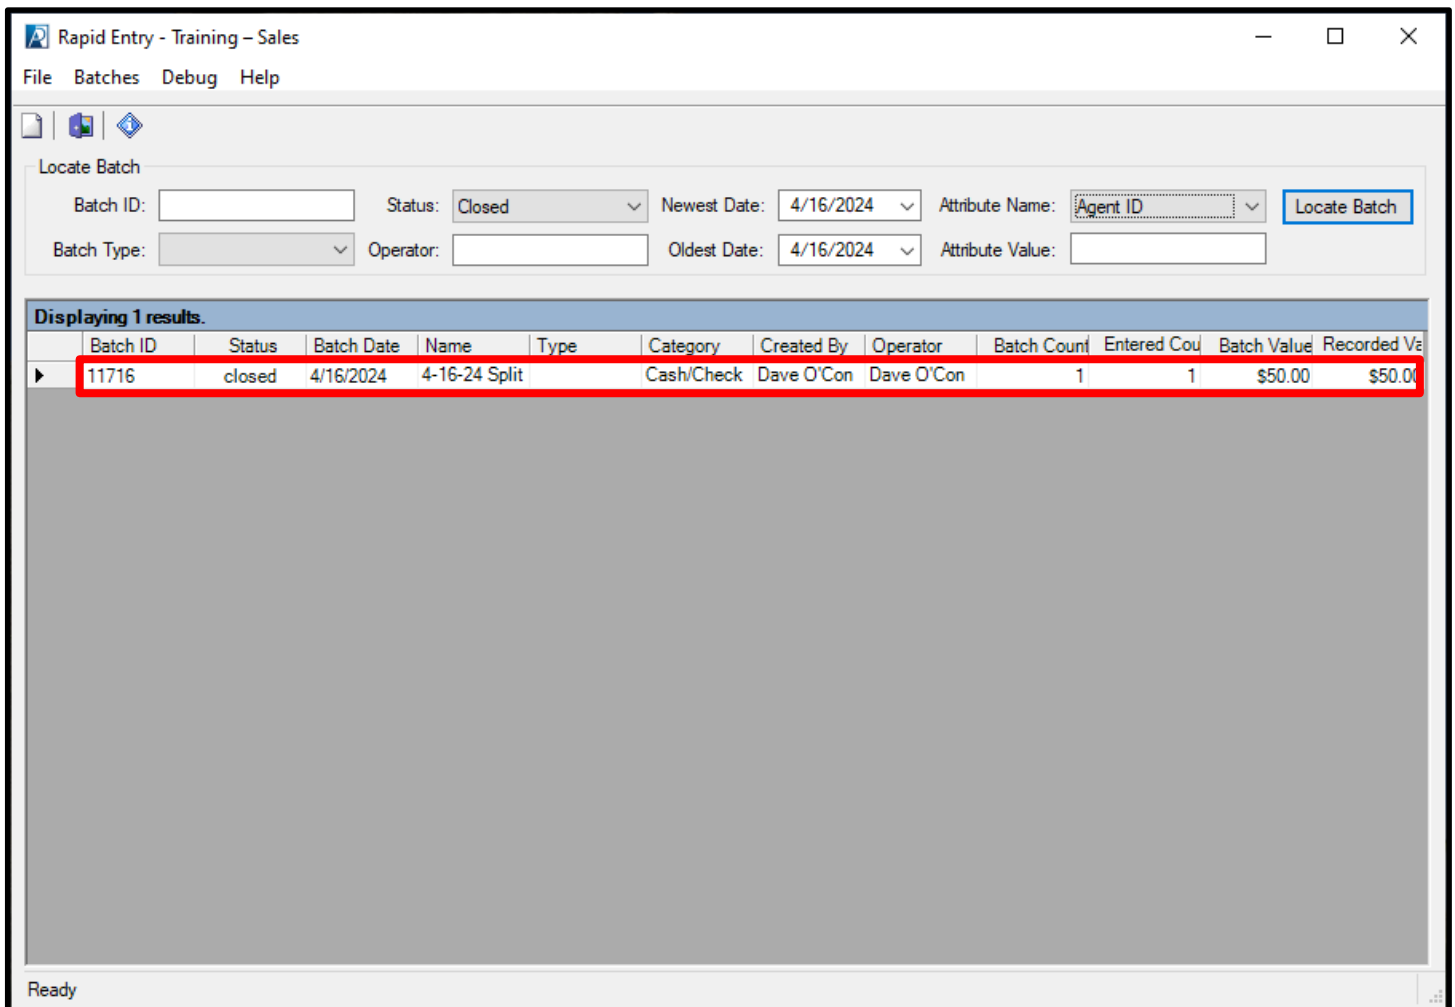 Rapid Entry - Training – Sales
File Batches Debug Help
Locate Batch
Batch ID: Status: Closed Newest Date: 4/16/2024 Attribute Name: Agent ID Locate Batch
Batch Type: Operator: Oldest Date: 4/16/2024 Attribute Value:
Displaying 1 results.
Batch ID Status Batch Date Name Type Category Created By Operator Batch Count Entered Cou Batch Value Recorded Va
11716 closed 4/16/2024 4-16-24 Split Cash/Check Dave O'Con Dave O'Con 1 1 $50.00 $50.00
Ready